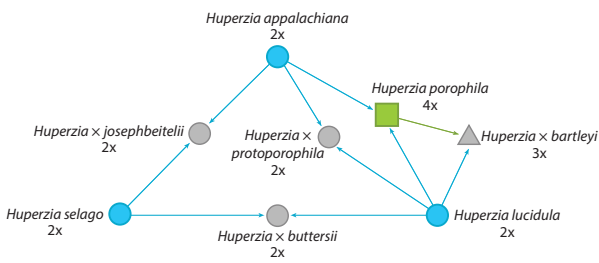 Huperzia appalachiana
2x
Huperzia porophila
4x
Huperzia × josephbeitelii
2x
Huperzia ×
protoporophila
2x
Huperzia × bartleyi
3x
Huperzia selago
2x
Huperzia × buttersii
2x
Huperzia lucidula
2x